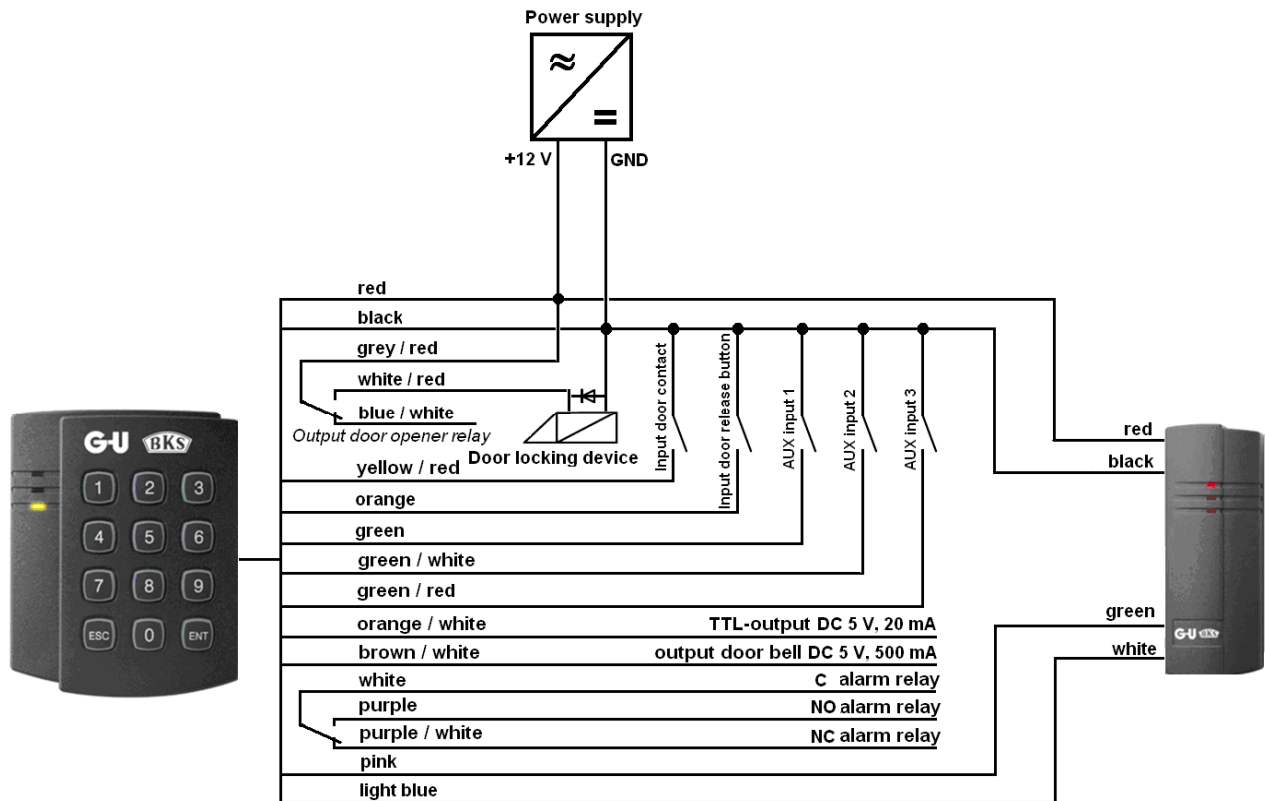 Power supply
+12 V GND
red
black
grey / red
white / red
blue / white
Output door opener relay
Door locking device
yellow / red
orange
green
green / white
green / red
orange / white TTL-output DC 5 V, 20 mA
brown / white output door bell DC 5 V, 500 mA
white C alarm relay
purple NO alarm relay
purple / white NC alarm relay
pink
light blue
Input door contact
Input door release button
AUX input 1
AUX input 2
AUX input 3
G-U BKS
1 2 3
4 5 6
7 8 9
ESC 0 ENT
red
black
green
white
G-U BKS